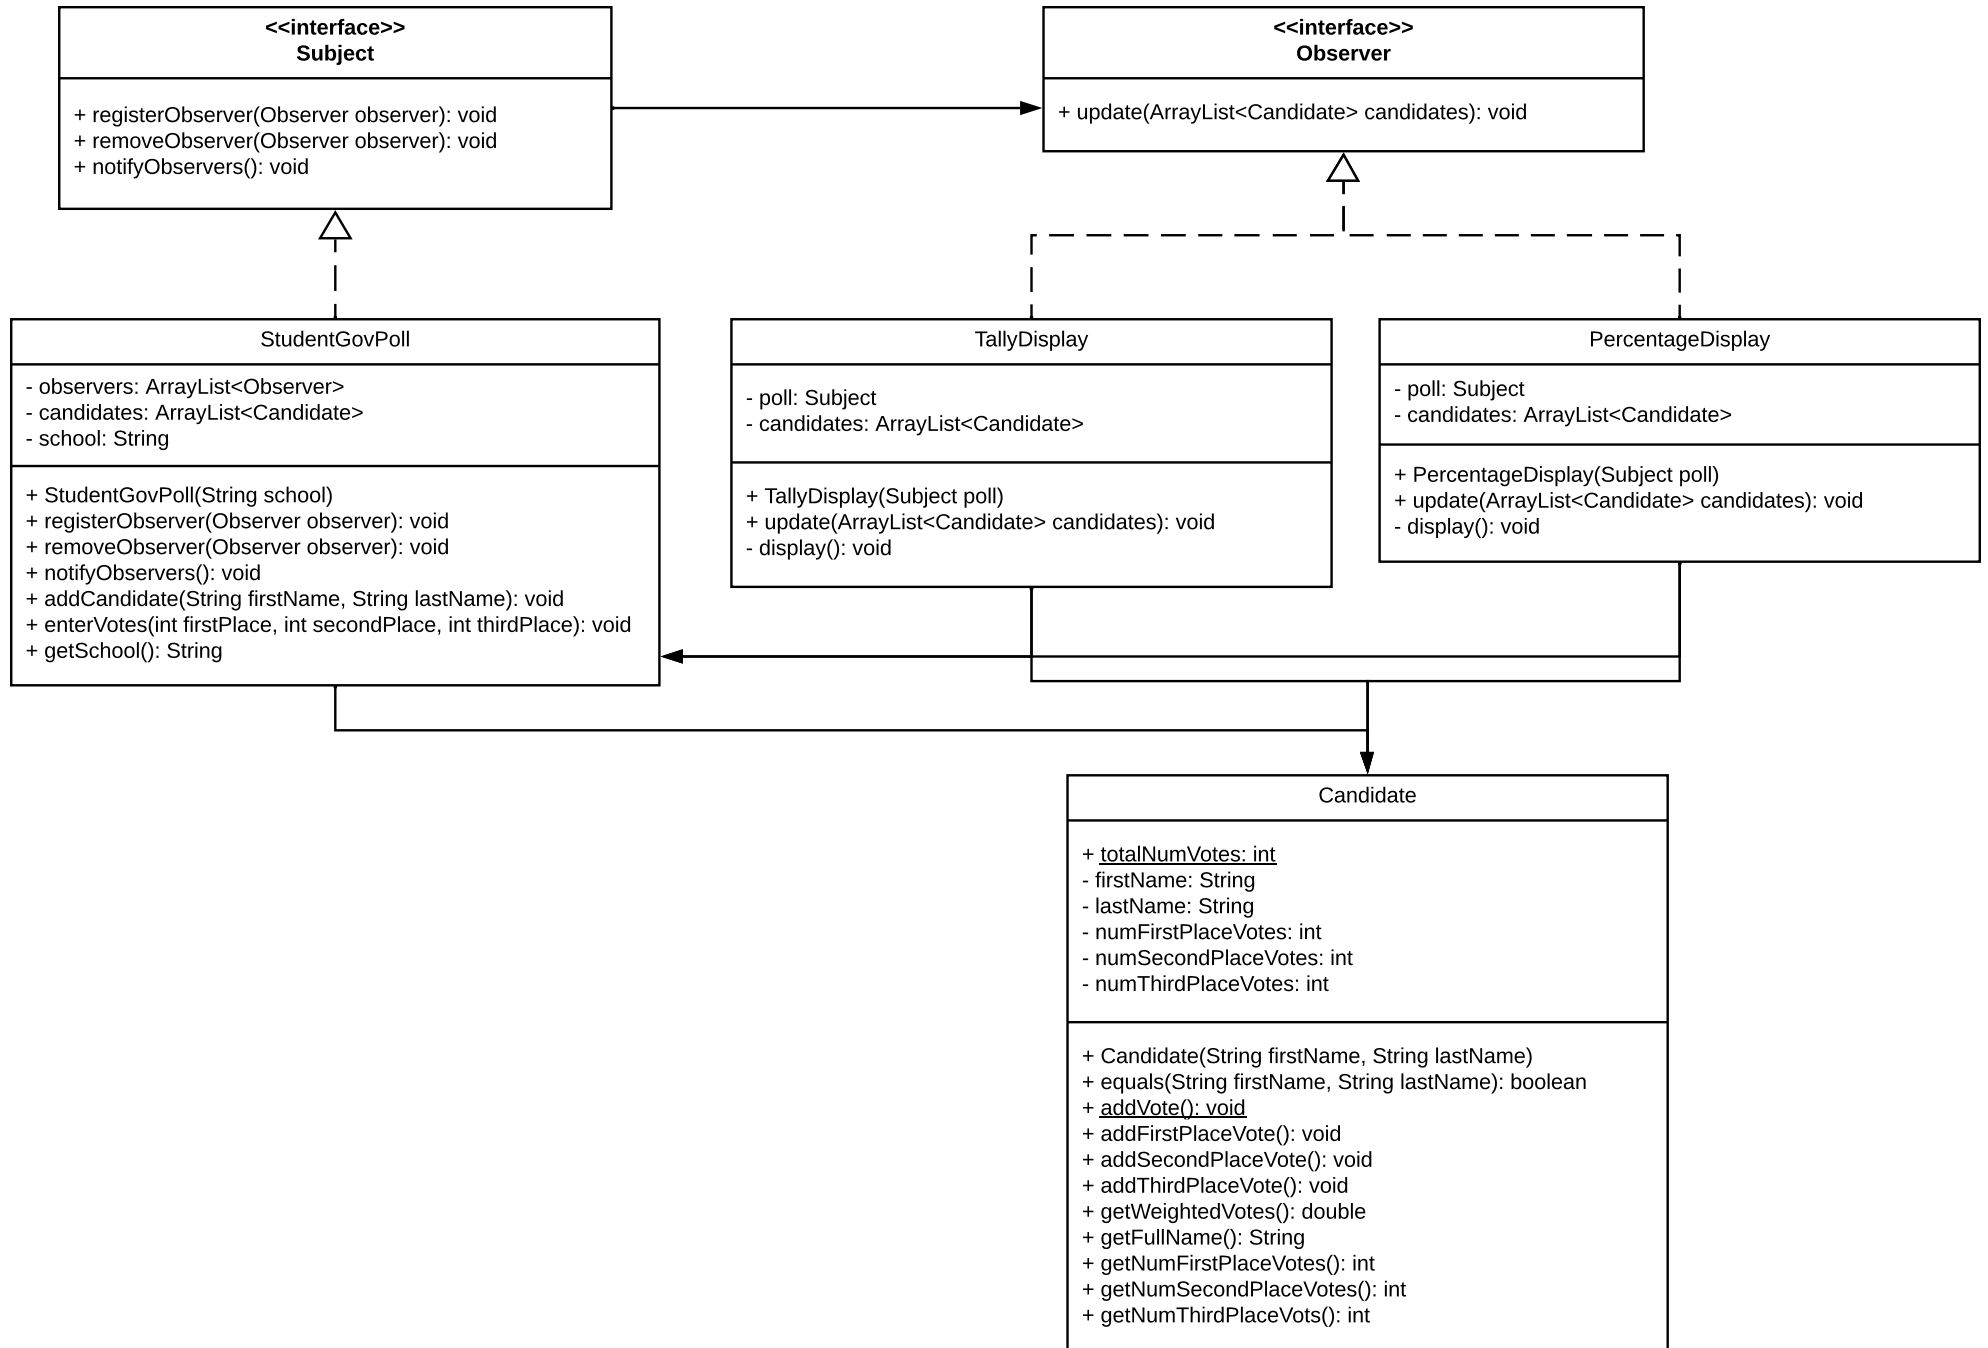 <<interface>>
Subject
+ registerObserver(Observer observer): void
+ removeObserver(Observer observer): void
+ notifyObservers(): void
<<interface>>
Observer
+ update(ArrayList<Candidate> candidates): void
StudentGovPoll
- observers: ArrayList<Observer>
- candidates: ArrayList<Candidate>
- school: String
+ StudentGovPoll(String school)
+ registerObserver(Observer observer): void
+ removeObserver(Observer observer): void
+ notifyObservers(): void
+ addCandidate(String firstName, String lastName): void
+ enterVotes(int firstPlace, int secondPlace, int thirdPlace): void
+ getSchool(): String
TallyDisplay
- poll: Subject
- candidates: ArrayList<Candidate>
+ TallyDisplay(Subject poll)
+ update(ArrayList<Candidate> candidates): void
- display(): void
PercentageDisplay
- poll: Subject
- candidates: ArrayList<Candidate>
+ PercentageDisplay(Subject poll)
+ update(ArrayList<Candidate> candidates): void
- display(): void
Candidate
+ totalNumVotes: int
- firstName: String
- lastName: String
- numFirstPlaceVotes: int
- numSecondPlaceVotes: int
- numThirdPlaceVotes: int
+ Candidate(String firstName, String lastName)
+ equals(String firstName, String lastName): boolean
+ addVote(): void
+ addFirstPlaceVote(): void
+ addSecondPlaceVote(): void
+ addThirdPlaceVote(): void
+ getWeightedVotes(): double
+ getFullName(): String
+ getNumFirstPlaceVotes(): int
+ getNumSecondPlaceVotes(): int
+ getNumThirdPlaceVots(): int